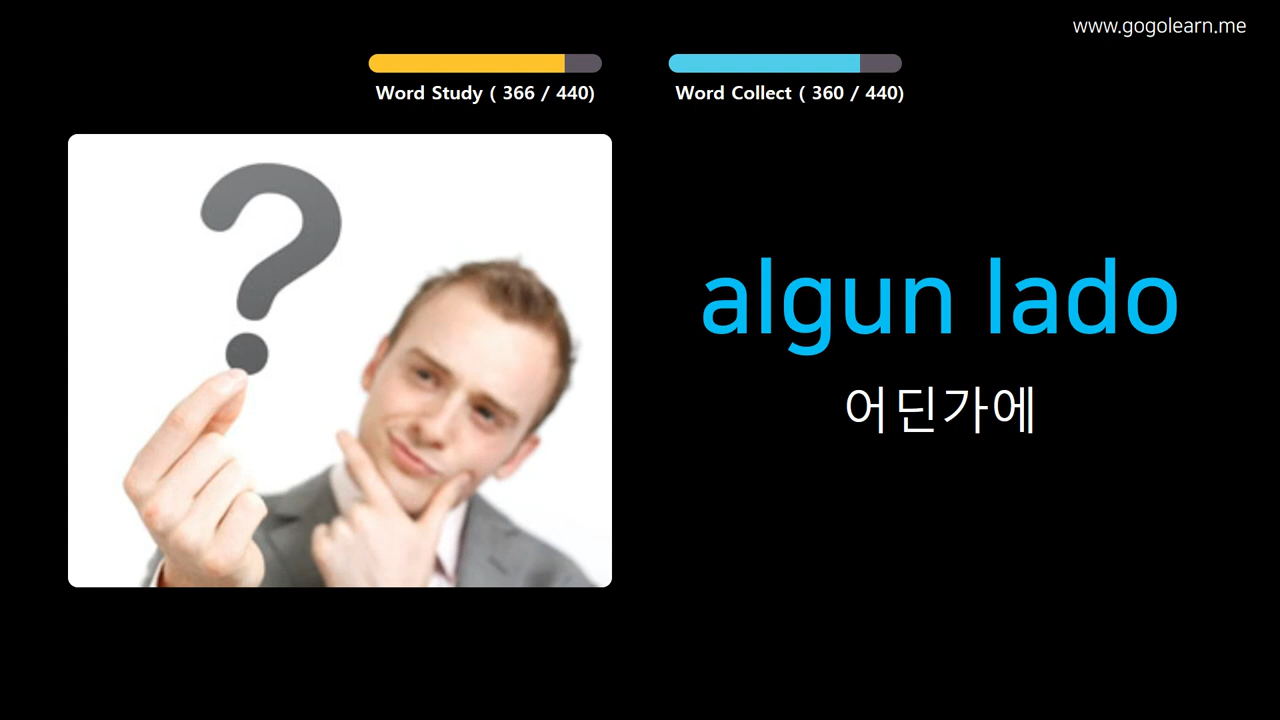 www.gogolearn.me
Word Study ( 366 / 440)
Word Collect ( 360 / 440)
?
algun lado
어딘가에